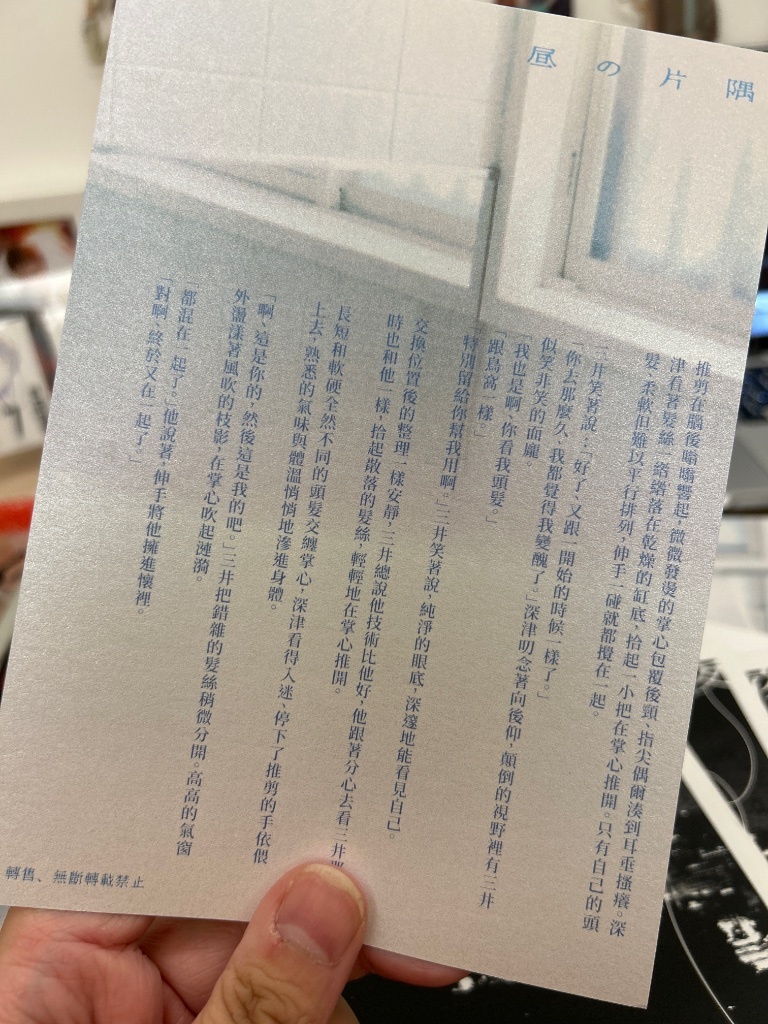 昼の片隅
推剪在腦後嗡嗡響起，微微發燙的掌心包覆後頸、指尖偶爾湊到耳垂搔癢。深
津看著髮絲一綹綹落在乾燥的缸底，拾起一小把在掌心推開。只有自己的頭
髮，柔軟但難以平行排列，伸手一碰就都攪在一起。
三井笑著說：「好了、又跟一開始的時候一樣了。」
「你去那麼久，我都覺得我變醜了。」深津叨念著向後仰，顛倒的視野裡有三井
似笑非笑的面龐。
「我也是啊，你看我頭髮。」
「跟鳥窩一樣。」
「特別留給你幫我用啊。」三井笑著說，純淨的眼底，深邃地能看見自己。
交換位置後的整理一樣安靜，三井總說他技術比他好，他跟著分心去看三井
時也和他一樣，拾起散落的髮絲，輕輕地在掌心推開。
長短和軟硬全然不同的頭髮交纏掌心，深津看得入迷、停下了推剪的手依偎
上去，熟悉的氣味與體溫悄悄地滲進身體。
「啊、這是你的，然後這是我的吧。」三井把錯雜的髮絲稍微分開。高高的氣窗
外盪漾著風吹的枝影，在掌心吹起漣漪。
「都混在一起了。」他說著，伸手將他擁進懷裡。
「對啊、終於又在一起了」
轉售、無斷轉載禁止